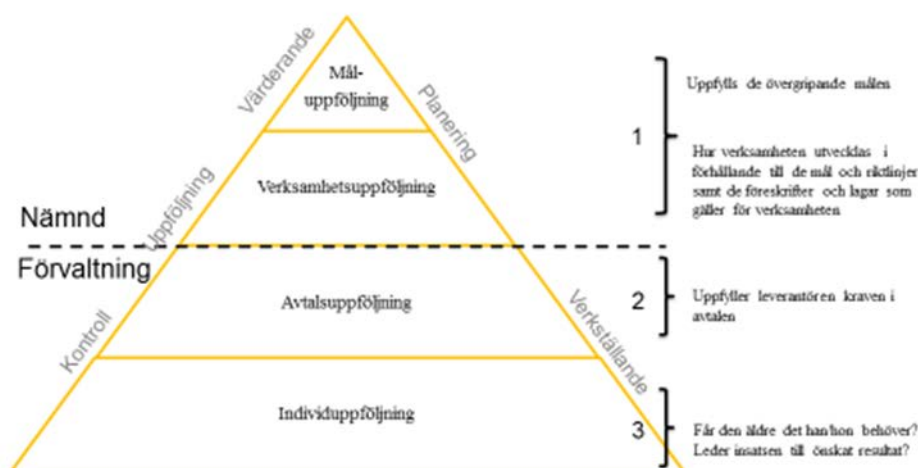 Värderande
Mål-
uppföljning
Planering
1
Uppfylls de övergripande målen
Verksamhetsuppföljning
Hur verksamheten utvecklas i
förhållande till de mål och riktlinjer
samt de föreskrifter och lagar som
gäller för verksamheten
Uppföljning
Nämnd
Förvaltning
Avtalsuppföljning
2
Uppfyller leverantören kraven i
avtalen
Kontroll
Verkställande
Individuppföljning
3
Får den äldre det han/hon behöver?
Leder insatsen till önskat resultat?